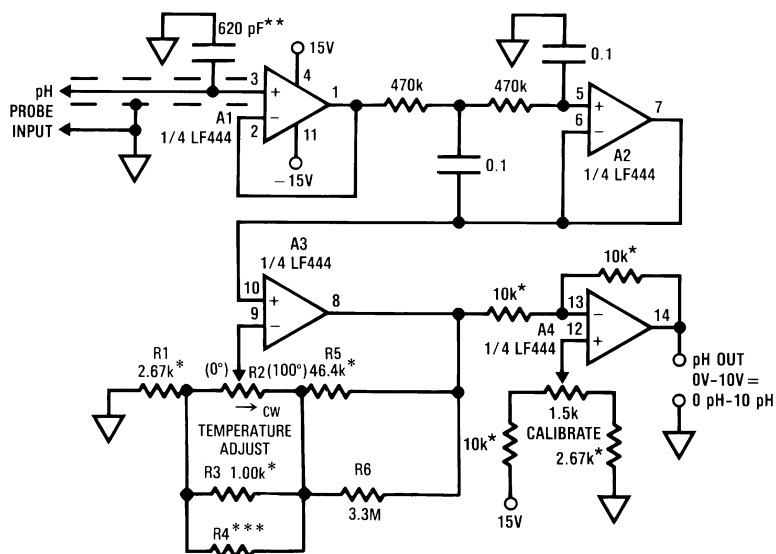 620 pF**
15V
pH
PROBE
INPUT
3
+
4
1
A1
−
2
1/4 LF444
11
−15V
470k
470k
0.1
0.1
5
+
6
−
7
A2
1/4 LF444
A3
1/4 LF444
10
+
9
−
8
10k*
10k*
13
−
A4
12
+
1/4 LF444
14
pH OUT
0V–10V =
0 pH-10 pH
R1
2.67k*
(0°)
R2
(100°)
R5
46.4k*
→ CW
TEMPERATURE
ADJUST
R3 1.00k*
R4***
R6
3.3M
1.5k
CALIBRATE
10k*
2.67k*
15V